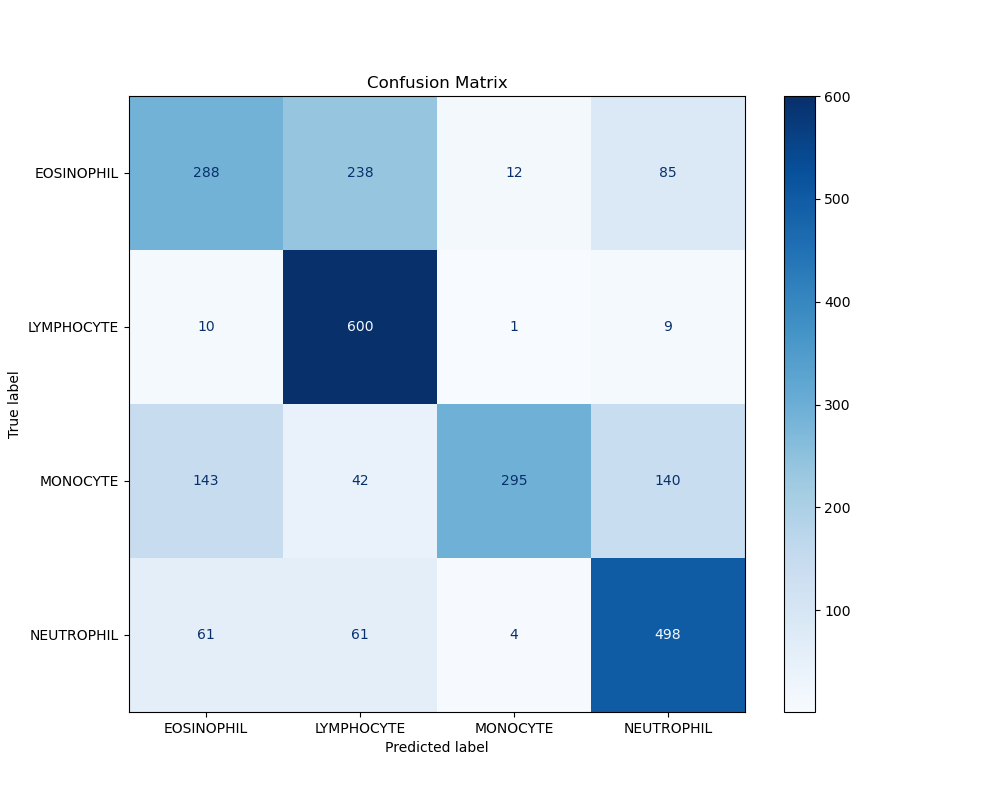 Confusion Matrix
EOSINOPHIL 288 238 12 85
LYMPHOCYTE 10 600 1 9
MONOCYTE 143 42 295 140
NEUTROPHIL 61 61 4 498
EOSINOPHIL LYMPHOCYTE MONOCYTE NEUTROPHIL
Predicted label
True label
600
500
400
300
200
100